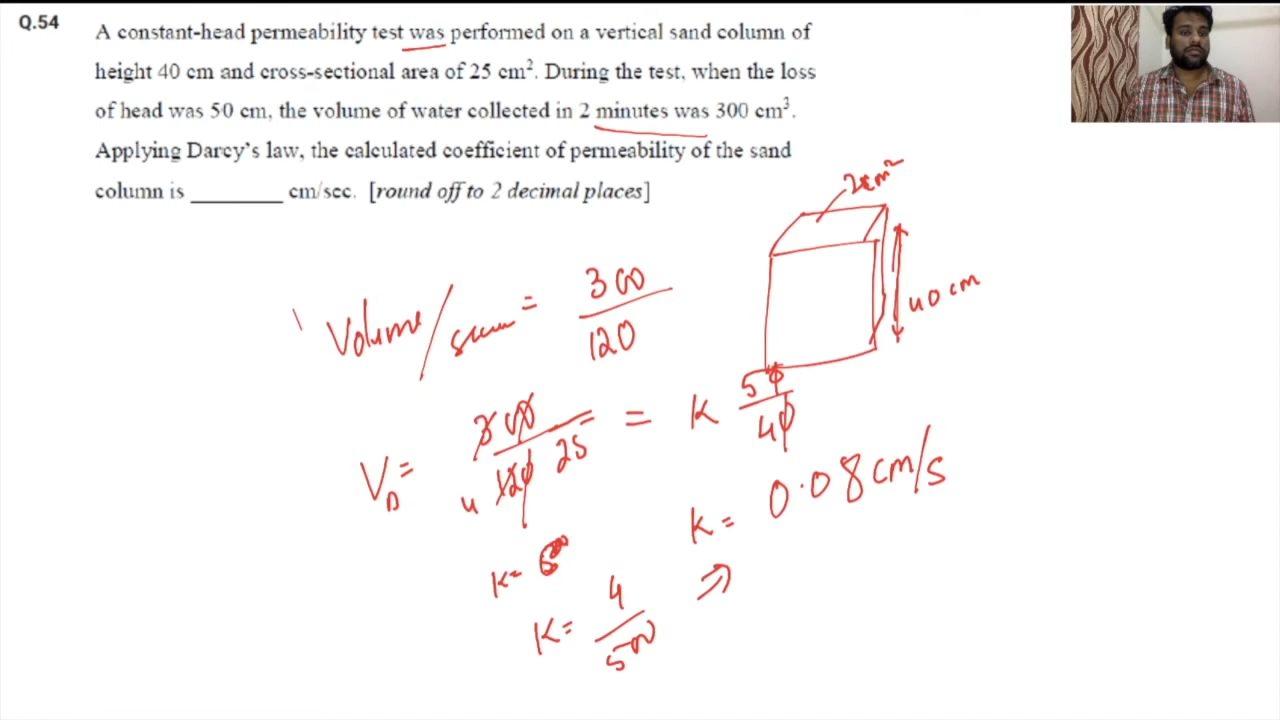 Q.54
A constant-head permeability test was performed on a vertical sand column of
height 40 cm and cross-sectional area of 25 cm². During the test, when the loss
of head was 50 cm, the volume of water collected in 2 minutes was 300 cm³.
Applying Darcy's law, the calculated coefficient of permeability of the sand
column is ________ cm/sec. [round off to 2 decimal places]
40 cm
Volume/ = 300/120
V_D = 300/120 25 = K 50/40
4
K = 0.08 cm/s
K=
K= 4/500 ⇒